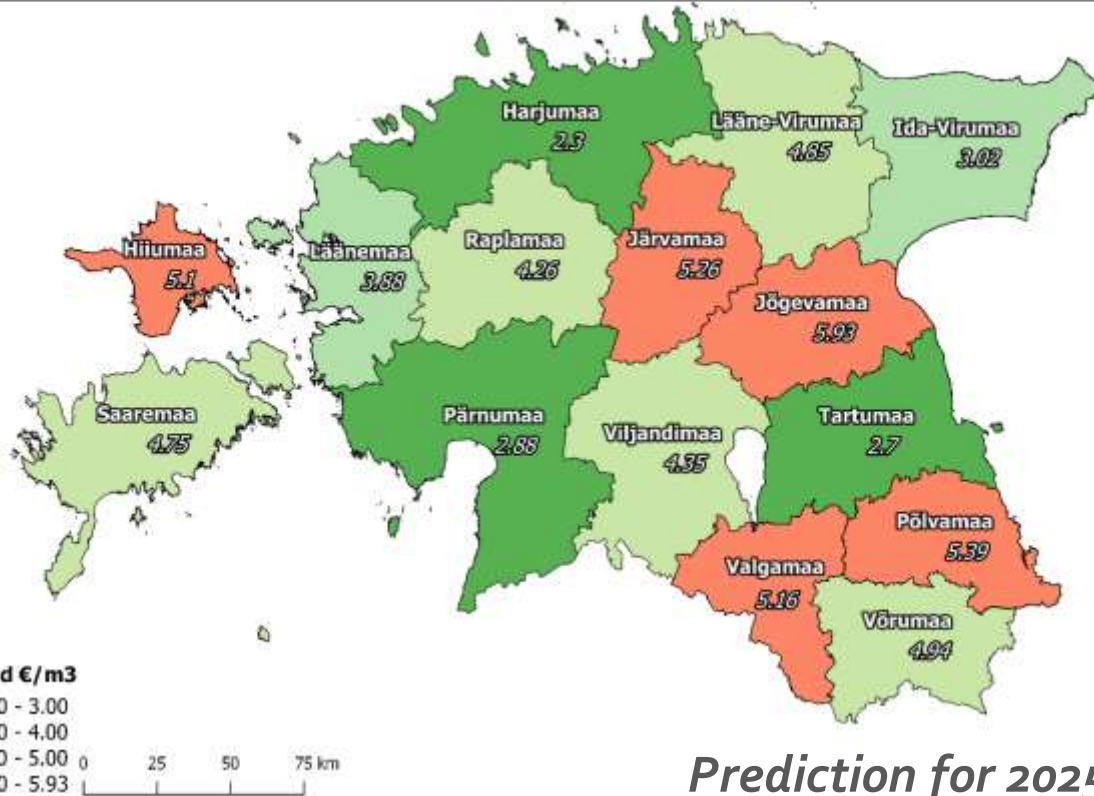 Harjumaa
2.3
Lääne-Virumaa
4.85
Ida-Virumaa
3.02
Hiiumaa
5.1
Läänemaa
3.88
Raplamaa
4.26
Järvamaa
5.26
Jõgevamaa
5.93
Saaremaa
4.75
Pärnumaa
2.88
Viljandimaa
4.35
Tartumaa
2.7
Põlvamaa
5.39
Valgamaa
5.16
Võrumaa
4.94
d €/m3
0 - 3.00
0 - 4.00
0 - 5.00
0 - 5.93
0 25 50 75 km
Prediction for 2025